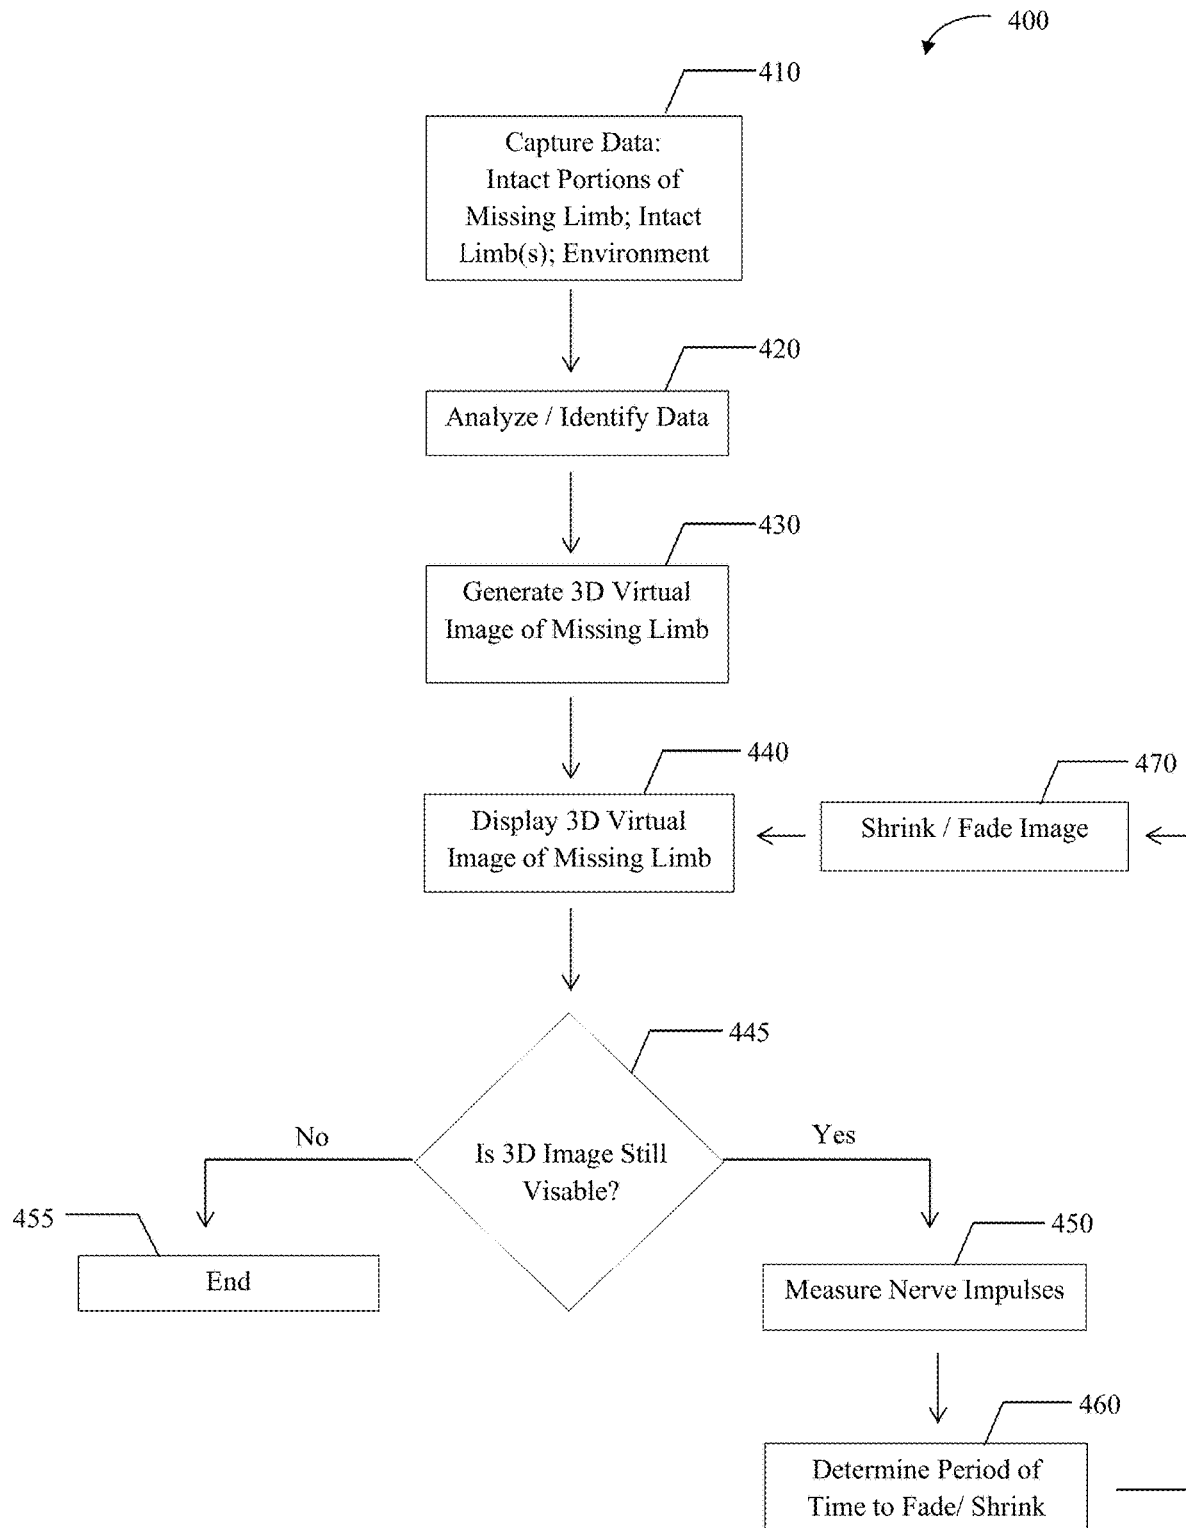 400
410
Capture Data:
Intact Portions of
Missing Limb; Intact
Limb(s); Environment
420
Analyze / Identify Data
430
Generate 3D Virtual
Image of Missing Limb
440
Display 3D Virtual
Image of Missing Limb
470
Shrink / Fade Image
445
Is 3D Image Still
Visable?
No
Yes
455
End
450
Measure Nerve Impulses
460
Determine Period of
Time to Fade/ Shrink